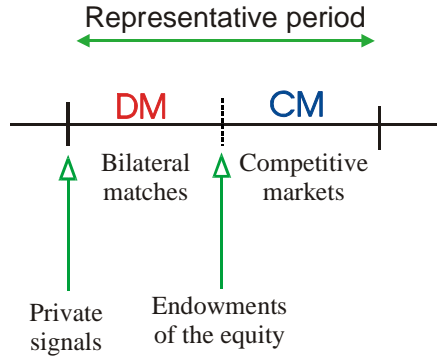 Representative period
DM
CM
Bilateral
matches
Competitive
markets
Private
signals
Endowments
of the equity